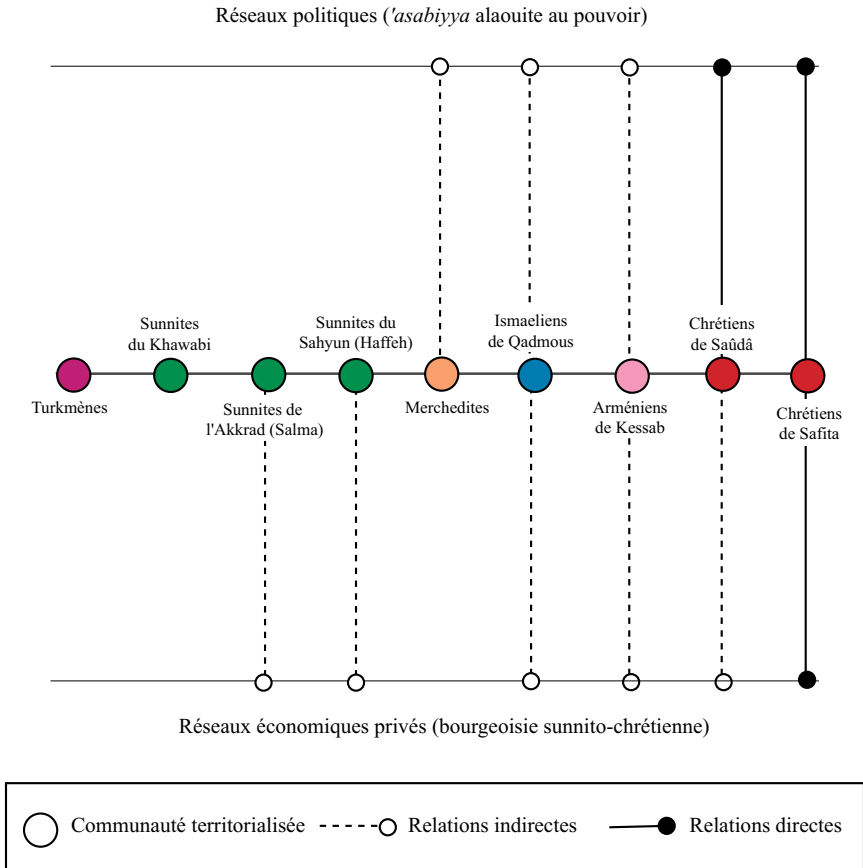 Réseaux politiques ('asabiyya alaouite au pouvoir)
Sunnites
du Khawabi
Sunnites du
Sahyun (Haffeh)
Ismaeliens
de Qadmous
Chrétiens
de Saûdâ
Turkmènes
Sunnites de
l'Akkrad (Salma)
Merchedites
Arméniens
de Kessab
Chrétiens
de Safita
Réseaux économiques privés (bourgeoisie sunnito-chrétienne)
Communauté territorialisée
Relations indirectes
Relations directes